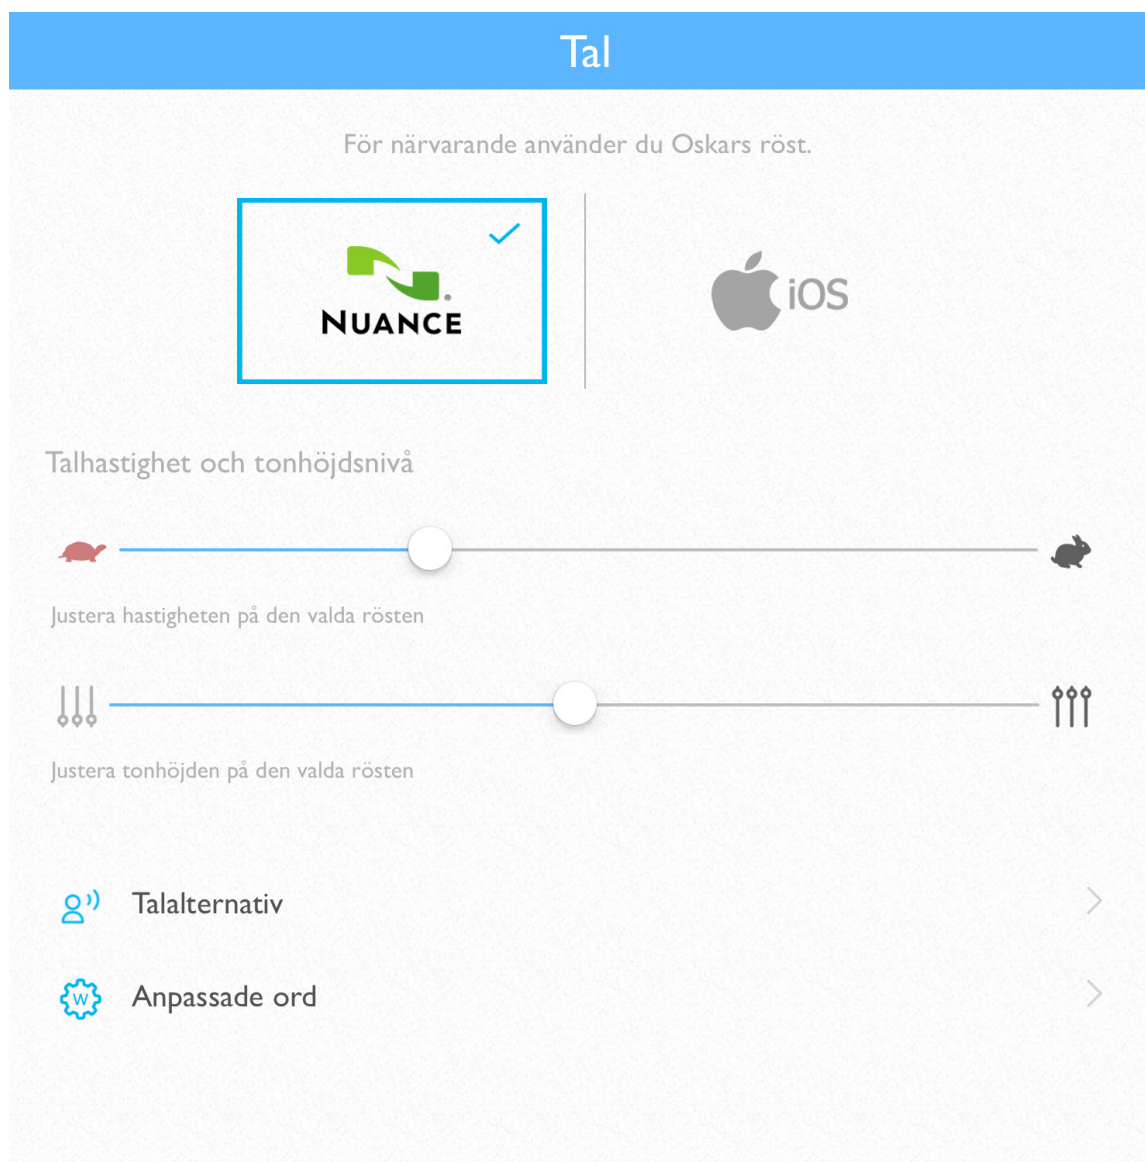 Tal
För närvarande använder du Oskars röst.
NUANCE®
iOS
Talhastighet och tonhöjdsnivå
Justera hastigheten på den valda rösten
Justera tonhöjden på den valda rösten
Talalternativ
W
Anpassade ord